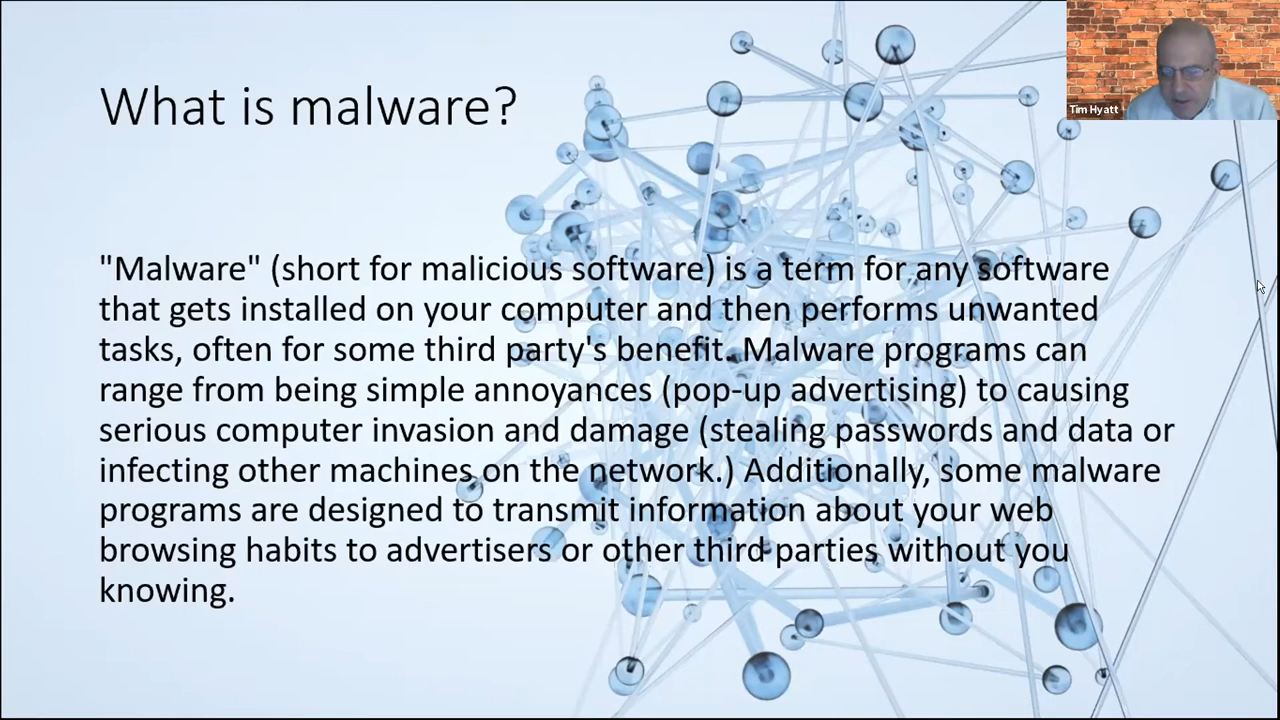 What is malware?
Tim Hyatt
"Malware" (short for malicious software) is a term for any software
that gets installed on your computer and then performs unwanted
tasks, often for some third party's benefit. Malware programs can
range from being simple annoyances (pop-up advertising) to causing
serious computer invasion and damage (stealing passwords and data or
infecting other machines on the network.) Additionally, some malware
programs are designed to transmit information about your web
browsing habits to advertisers or other third parties without you
knowing.